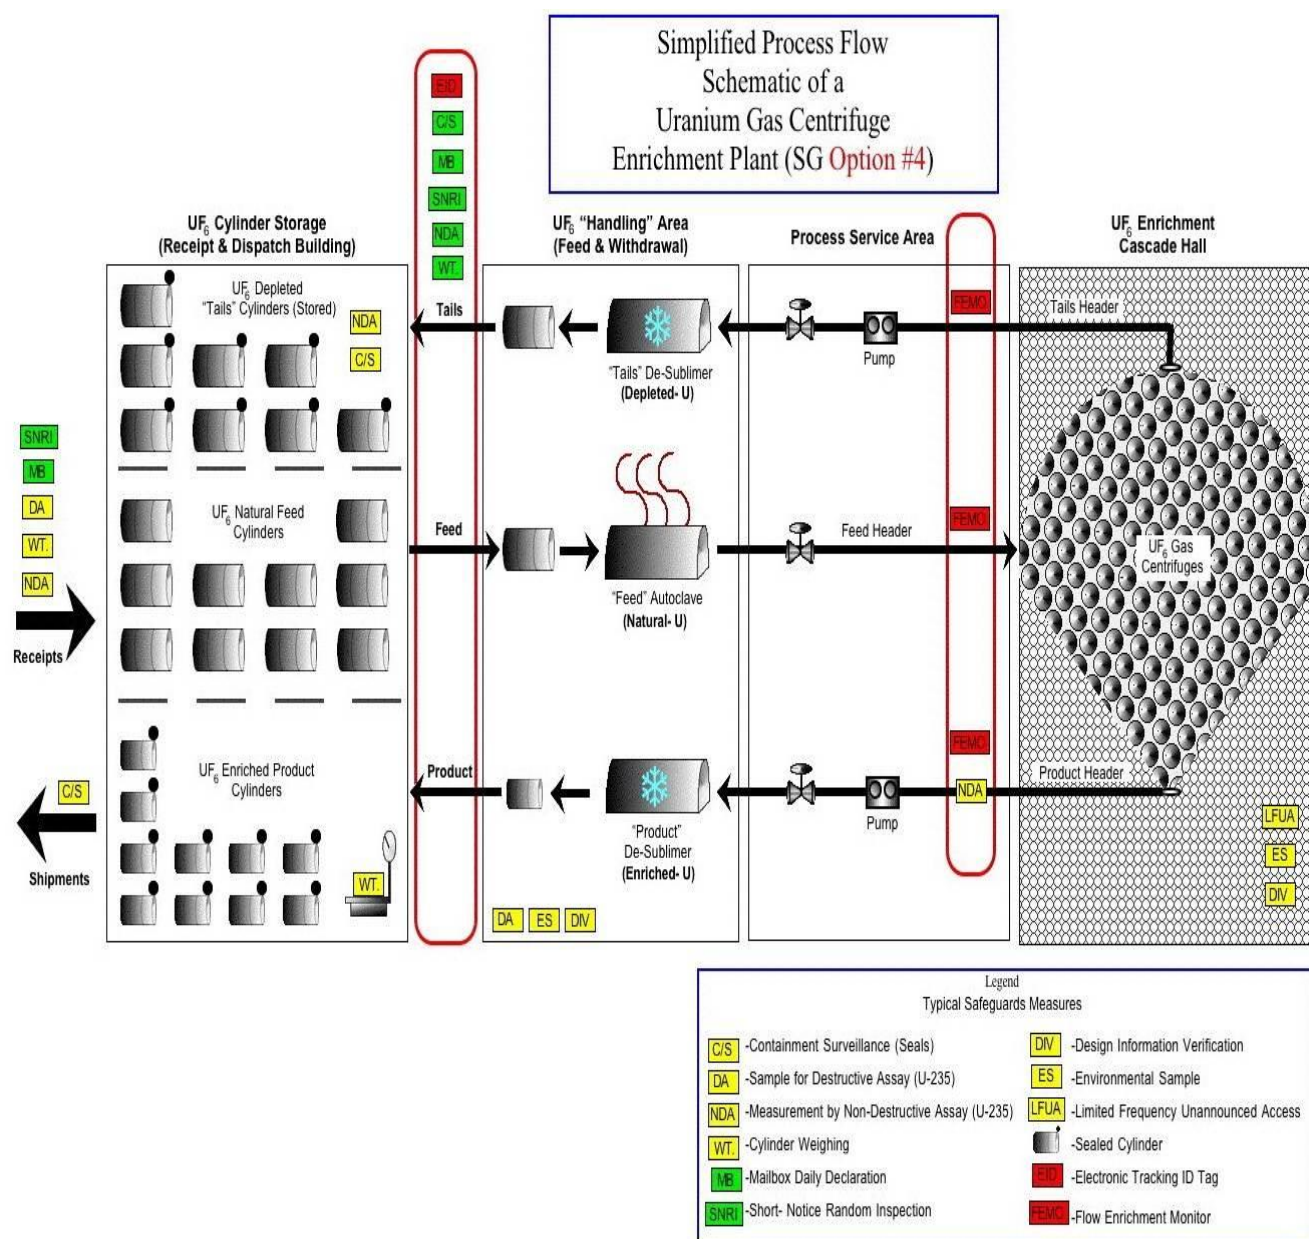 Simplified Process Flow
Schematic of a
Uranium Gas Centrifuge
Enrichment Plant (SG Option #4)
EID
C/S
MB
SNRI
NDA
WT.
UF6 Cylinder Storage
(Receipt & Dispatch Building)
UF6 "Handling" Area
(Feed & Withdrawal)
Process Service Area
UF6 Enrichment
Cascade Hall
UF6 Depleted
"Tails" Cylinders (Stored)
NDA
C/S
Tails
"Tails" De-Sublimer
(Depleted- U)
Pump
FEMO
Tails Header
SNRI
MB
DA
WT.
NDA
Receipts
UF6 Natural Feed
Cylinders
Feed
"Feed" Autoclave
(Natural- U)
Feed Header
FEMO
UF6 Gas
Centrifuges
C/S
Shipments
UF6 Enriched Product
Cylinders
WT.
Product
"Product"
De-Sublimer
(Enriched- U)
DA
ES
DIV
Pump
FEMO
NDA
Product Header
LFUA
ES
DIV
Legend
Typical Safeguards Measures
C/S -Containment Surveillance (Seals)
DA -Sample for Destructive Assay (U-235)
NDA -Measurement by Non-Destructive Assay (U-235)
WT. -Cylinder Weighing
MB -Mailbox Daily Declaration
SNRI -Short- Notice Random Inspection
DIV -Design Information Verification
ES -Environmental Sample
LFUA -Limited Frequency Unannounced Access
-Sealed Cylinder
EID -Electronic Tracking ID Tag
FEMO -Flow Enrichment Monitor